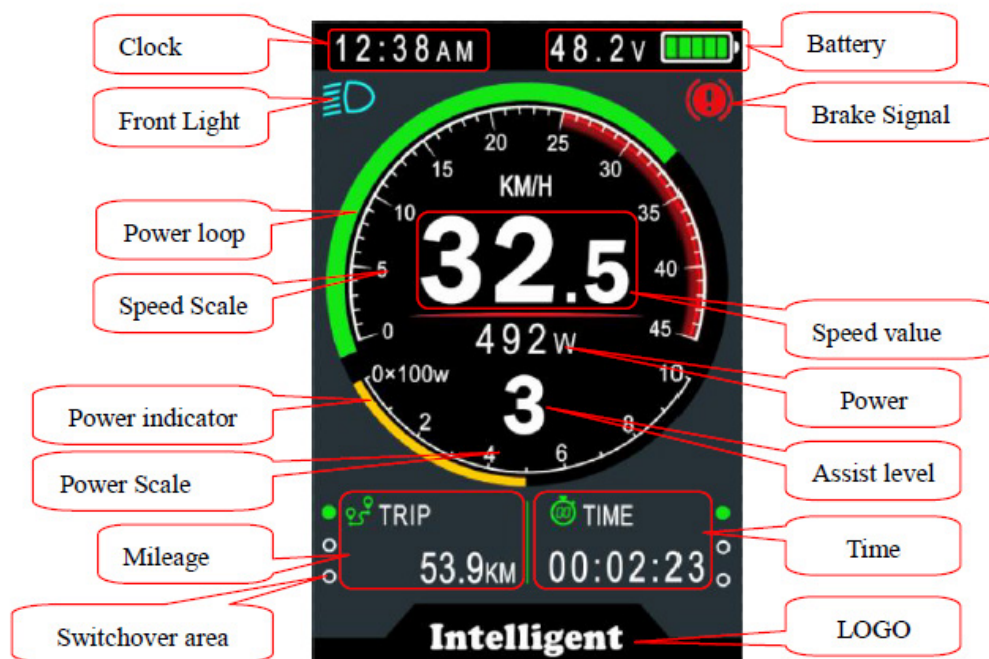 Clock
12:38AM
48.2V
Battery
Front Light
Brake Signal
20
25
15
30
KM/H
10
35
32.5
Power loop
5
40
Speed Scale
0
45
Speed value
492W
0×100w
10
3
Power
Power indicator
2
8
4
6
Power Scale
Assist level
TRIP
TIME
Mileage
53.9KM
00:02:23
Time
Switchover area
Intelligent
LOGO